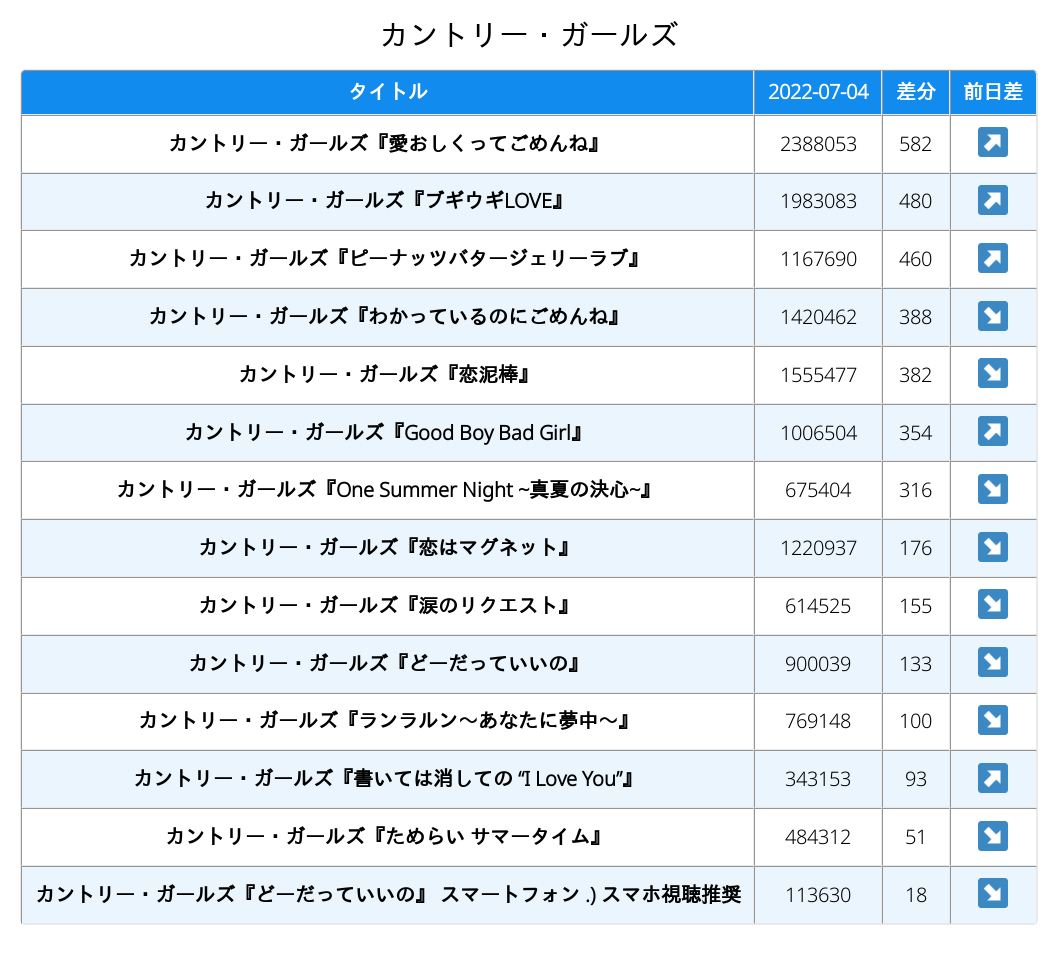 カントリー・ガールズ
タイトル 2022-07-04 差分 前日差
カントリー・ガールズ『愛おしくってごめんね』 2388053 582
カントリー・ガールズ『ブギウギLOVE』 1983083 480
カントリー・ガールズ『ピーナッツバタージェリーラブ』 1167690 460
カントリー・ガールズ『わかっているのにごめんね』 1420462 388
カントリー・ガールズ『恋泥棒』 1555477 382
カントリー・ガールズ『Good Boy Bad Girl』 1006504 354
カントリー・ガールズ『One Summer Night ~真夏の決心~』 675404 316
カントリー・ガールズ『恋はマグネット』 1220937 176
カントリー・ガールズ『涙のリクエスト』 614525 155
カントリー・ガールズ『どーだっていいの』 900039 133
カントリー・ガールズ『ランラルン～あなたに夢中～』 769148 100
カントリー・ガールズ『書いては消しての “I Love You”』 343153 93
カントリー・ガールズ『ためらい サマータイム』 484312 51
カントリー・ガールズ『どーだっていいの』 スマートフォン .) スマホ視聴推奨 113630 18